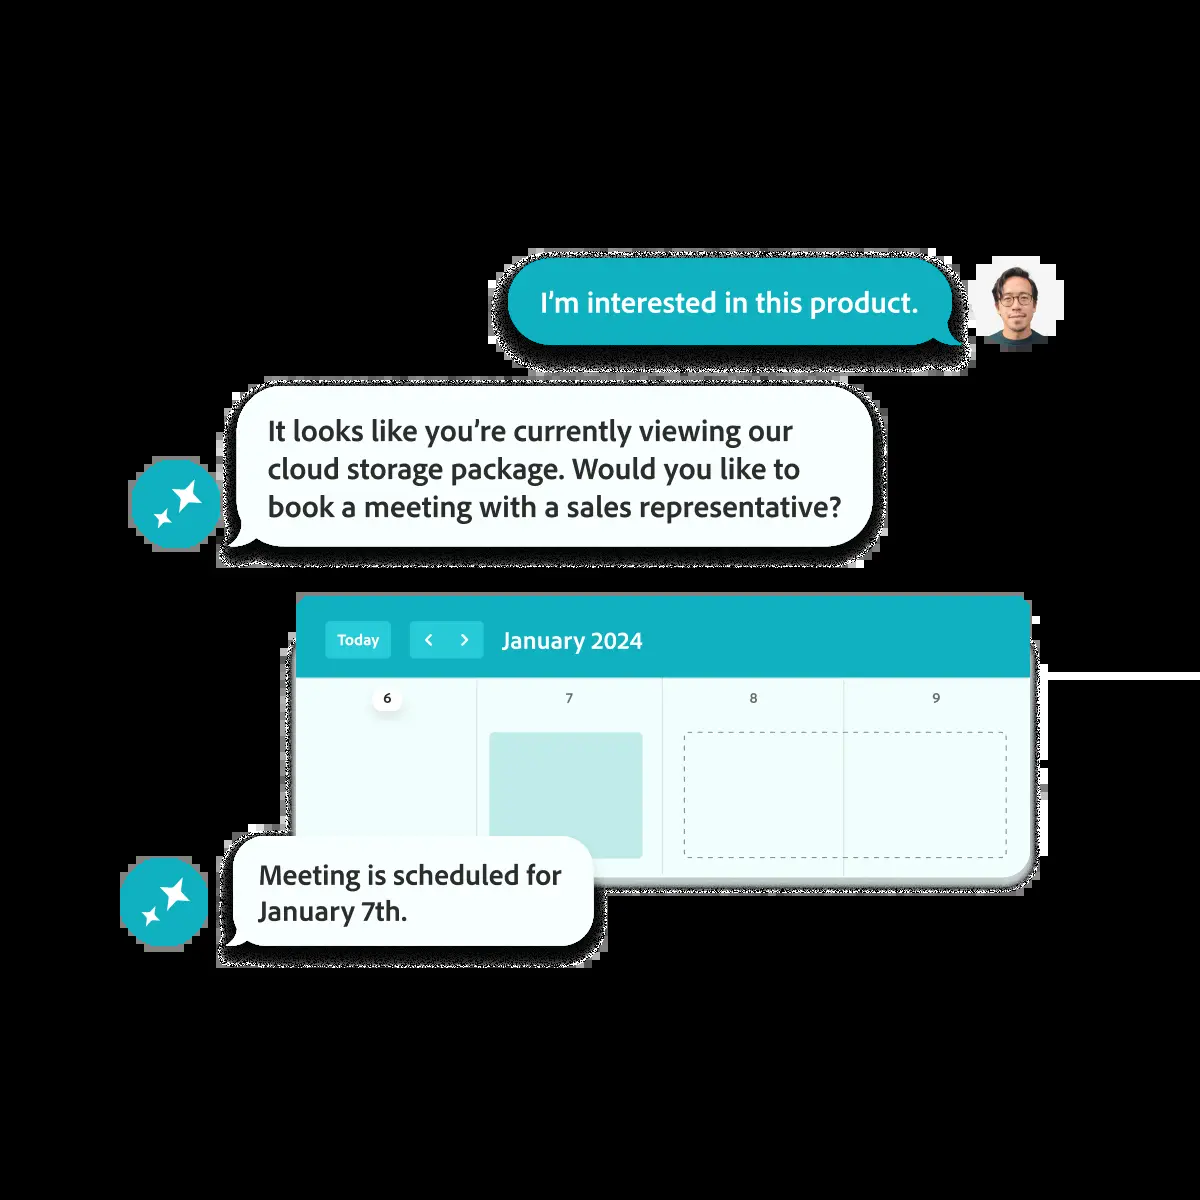 I’m interested in this product.
It looks like you’re currently viewing our
cloud storage package. Would you like to
book a meeting with a sales representative?
Today
January 2024
6
7
8
9
Meeting is scheduled for
January 7th.